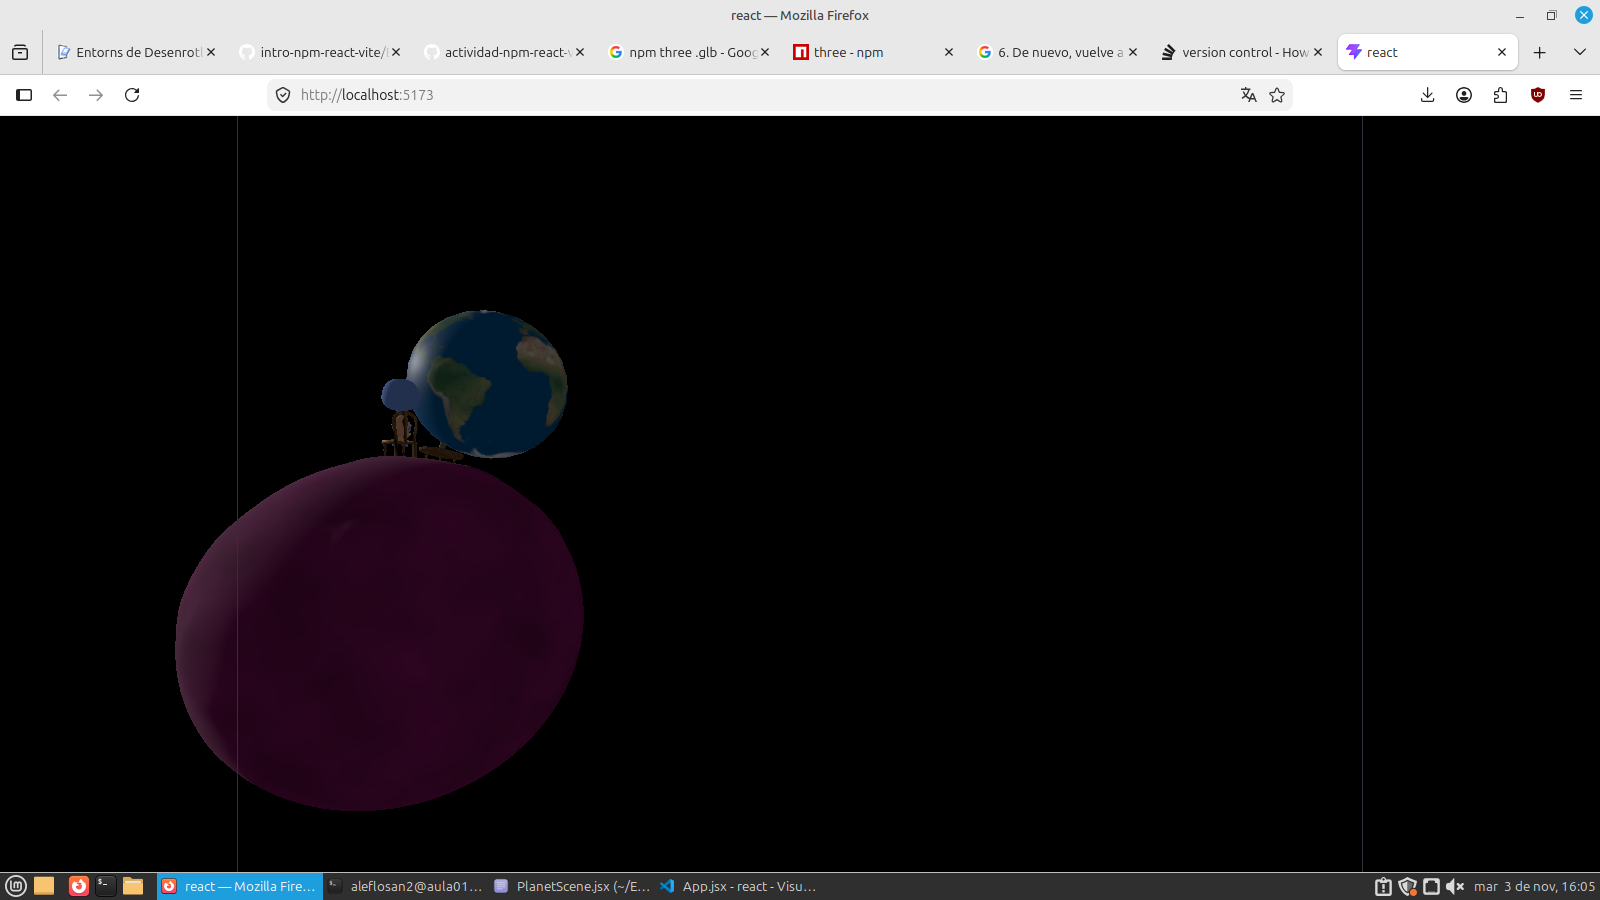 react — Mozilla Firefox
Entorns de Desenrotl
intro-npm-react-vite/
actividad-npm-react-v
npm three .glb - Goog
three - npm
6. De nuevo, vuelve a
version control - How
react
http://localhost:5173
react — Mozilla Fire...
aleflosan2@aula01...
PlanetScene.jsx (~/E...
App.jsx - react - Visu...
mar 3 de nov, 16:05